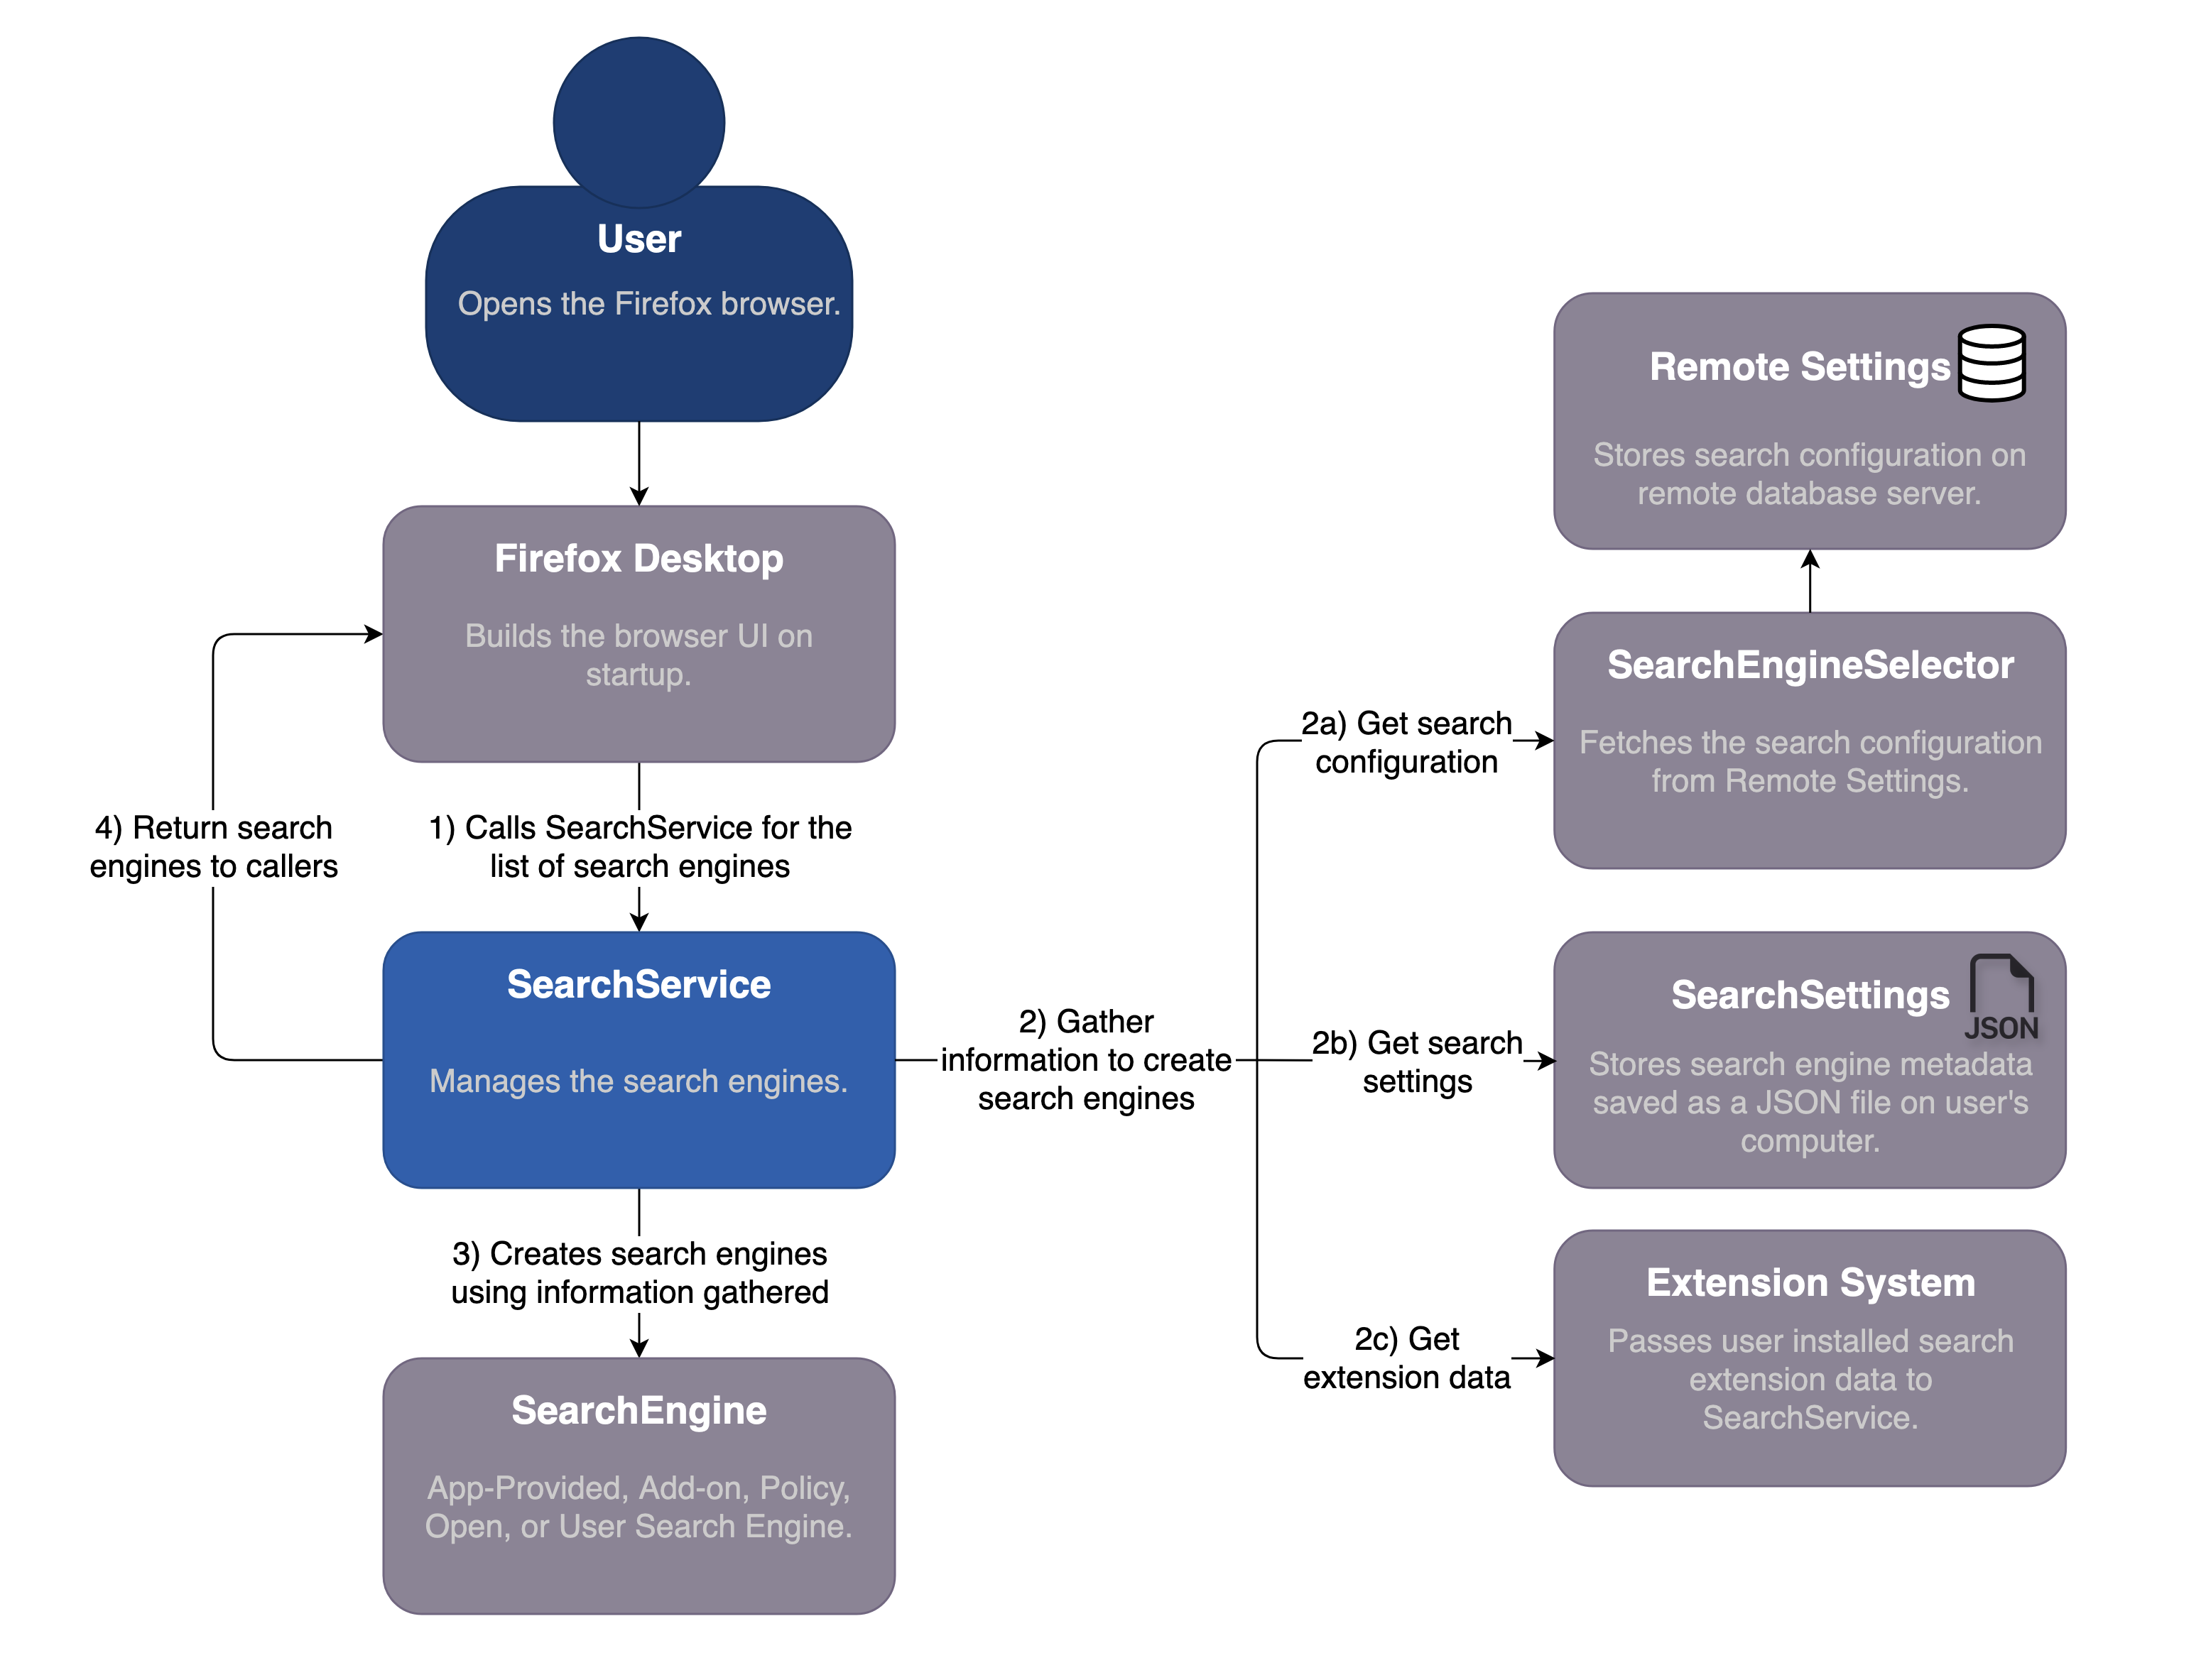 User
Opens the Firefox browser.
Firefox Desktop
Builds the browser UI on
startup.
4) Return search
engines to callers
1) Calls SearchService for the
list of search engines
SearchService
Manages the search engines.
2) Gather
information to create
search engines
3) Creates search engines
using information gathered
SearchEngine
App-Provided, Add-on, Policy,
Open, or User Search Engine.
Remote Settings
Stores search configuration on
remote database server.
2a) Get search
configuration
SearchEngineSelector
Fetches the search configuration
from Remote Settings.
2b) Get search
settings
SearchSettings
JSON
Stores search engine metadata
saved as a JSON file on user's
computer.
2c) Get
extension data
Extension System
Passes user installed search
extension data to
SearchService.